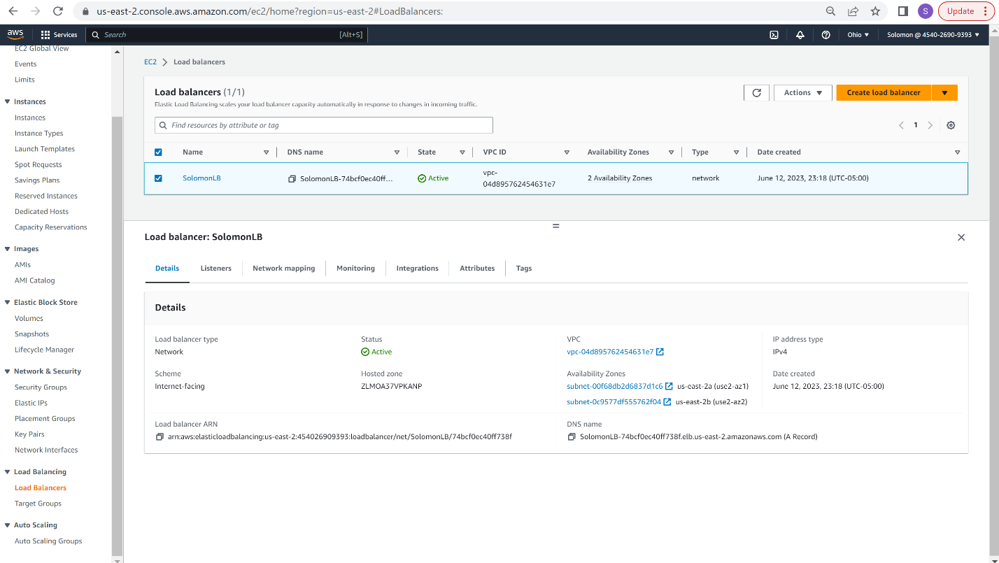 us-east-2.console.aws.amazon.com/ec2/home?region=us-east-2#LoadBalancers:
S
Update
aws
Services
Search
[Alt+S]
Ohio
Solomon @ 4540-2690-9393
EC2 Global View
Events
Limits
Instances
Instances
Instance Types
Launch Templates
Spot Requests
Savings Plans
Reserved Instances
Dedicated Hosts
Capacity Reservations
Images
AMIs
AMI Catalog
Elastic Block Store
Volumes
Snapshots
Lifecycle Manager
Network & Security
Security Groups
Elastic IPs
Placement Groups
Key Pairs
Network Interfaces
Load Balancing
Load Balancers
Target Groups
Auto Scaling
Auto Scaling Groups
EC2 > Load balancers
Load balancers (1/1)
Elastic Load Balancing scales your load balancer capacity automatically in response to changes in incoming traffic.
Actions
Create load balancer
Find resources by attribute or tag
1
Name DNS name State VPC ID Availability Zones Type Date created
SolomonLB SolomonLB-74bcf0ec40ff... Active vpc-
04d895762454631e7 2 Availability Zones network June 12, 2023, 23:18 (UTC-05:00)
Load balancer: SolomonLB
Details Listeners Network mapping Monitoring Integrations Attributes Tags
Details
Load balancer type
Network
Status
Active
VPC
vpc-04d895762454631e7
IP address type
IPv4
Scheme
Internet-facing
Hosted zone
ZLMOA37VPKANP
Availability Zones
subnet-00f68db2d6837d1c6 us-east-2a (use2-az1)
subnet-0c9577df555762f04 us-east-2b (use2-az2)
Date created
June 12, 2023, 23:18 (UTC-05:00)
Load balancer ARN
arn:aws:elasticloadbalancing:us-east-2:454026909393:loadbalancer/net/SolomonLB/74bcf0ec40ff738f
DNS name
SolomonLB-74bcf0ec40ff738f.elb.us-east-2.amazonaws.com (A Record)